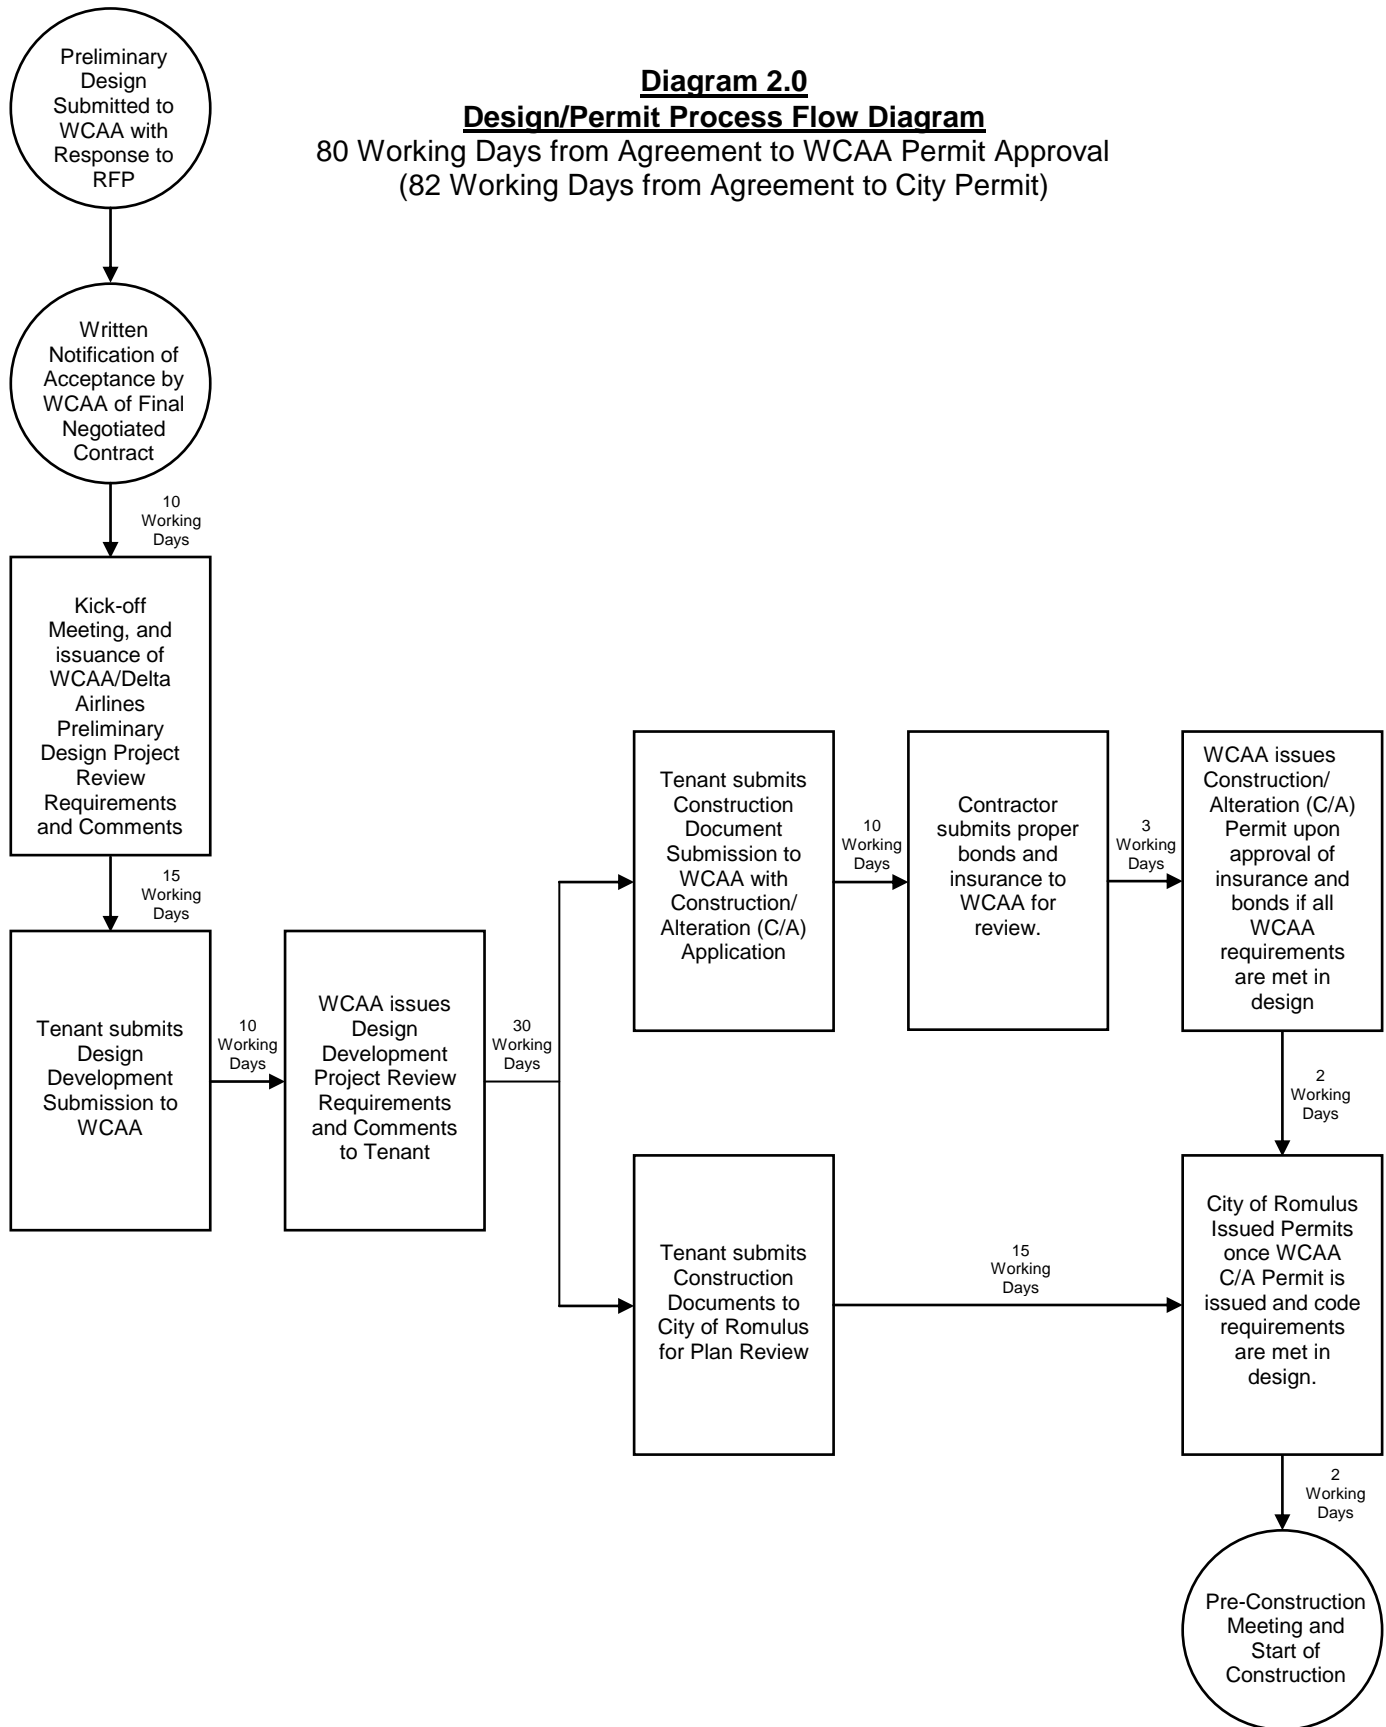 Preliminary
Design
Submitted to
WCAA with
Response to
RFP
Diagram 2.0
Design/Permit Process Flow Diagram
80 Working Days from Agreement to WCAA Permit Approval
(82 Working Days from Agreement to City Permit)
Written
Notification of
Acceptance by
WCAA of Final
Negotiated
Contract
10
Working
Days
Kick-off
Meeting, and
issuance of
WCAA/Delta
Airlines
Preliminary
Design Project
Review
Requirements
and Comments
15
Working
Days
Tenant submits
Design
Development
Submission to
WCAA
10
Working
Days
WCAA issues
Design
Development
Project Review
Requirements
and Comments
to Tenant
30
Working
Days
Tenant submits
Construction
Document
Submission to
WCAA with
Construction/
Alteration (C/A)
Application
10
Working
Days
Contractor
submits proper
bonds and
insurance to
WCAA for
review.
3
Working
Days
WCAA issues
Construction/
Alteration (C/A)
Permit upon
approval of
insurance and
bonds if all
WCAA
requirements
are met in
design
2
Working
Days
Tenant submits
Construction
Documents to
City of Romulus
for Plan Review
15
Working
Days
City of Romulus
Issued Permits
once WCAA
C/A Permit is
issued and code
requirements
are met in
design.
2
Working
Days
Pre-Construction
Meeting and
Start of
Construction